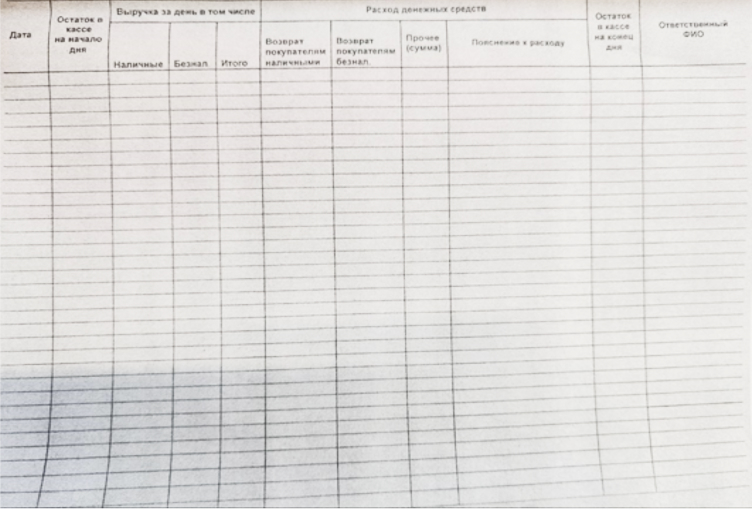 Дата
Остаток в
кассе
на начало
дня
Выручка за день в том числе
Наличные
Безнал.
Итого
Расход денежных средств
Возврат
покупателям
наличными
Возврат
покупателям
безнал.
Прочее
(сумма)
Пояснения к расходу
Остаток
в кассе
на конец
дня
Ответственный
ФИО